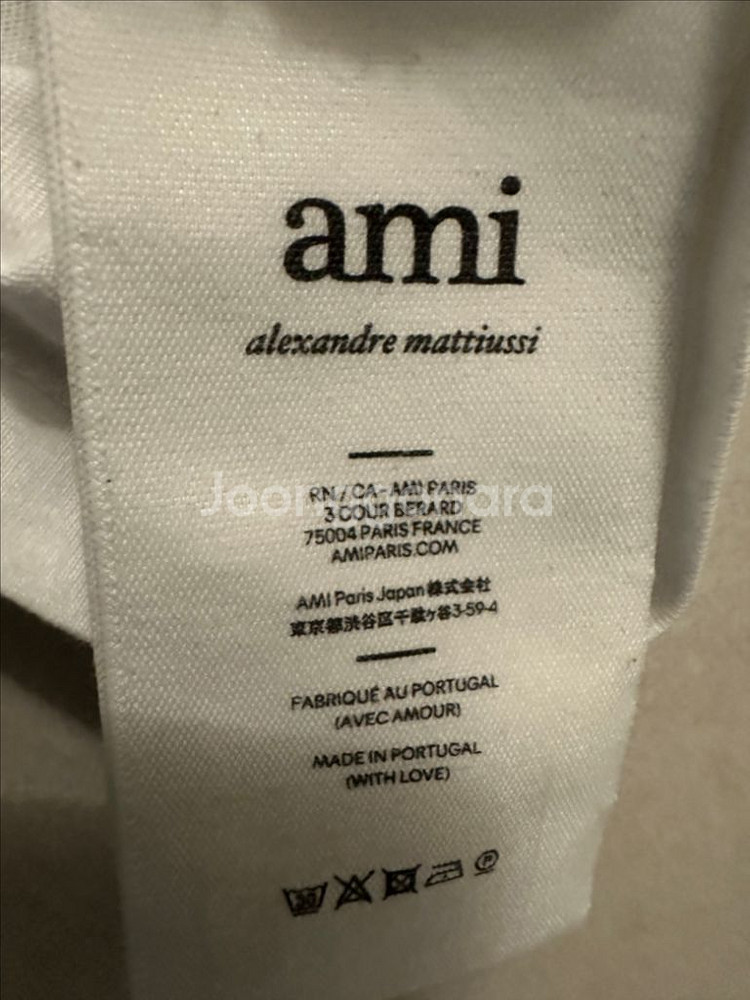 ami
alexandre mattiussi
RN / CA - AMI PARIS
3 COUR BERARD
75004 PARIS FRANCE
AMIPARIS.COM
AMI Paris Japan 株式会社
東京都渋谷区千駄ヶ谷3-59-4
FABRIQUÉ AU PORTUGAL
(AVEC AMOUR)
MADE IN PORTUGAL
(WITH LOVE)
30
P